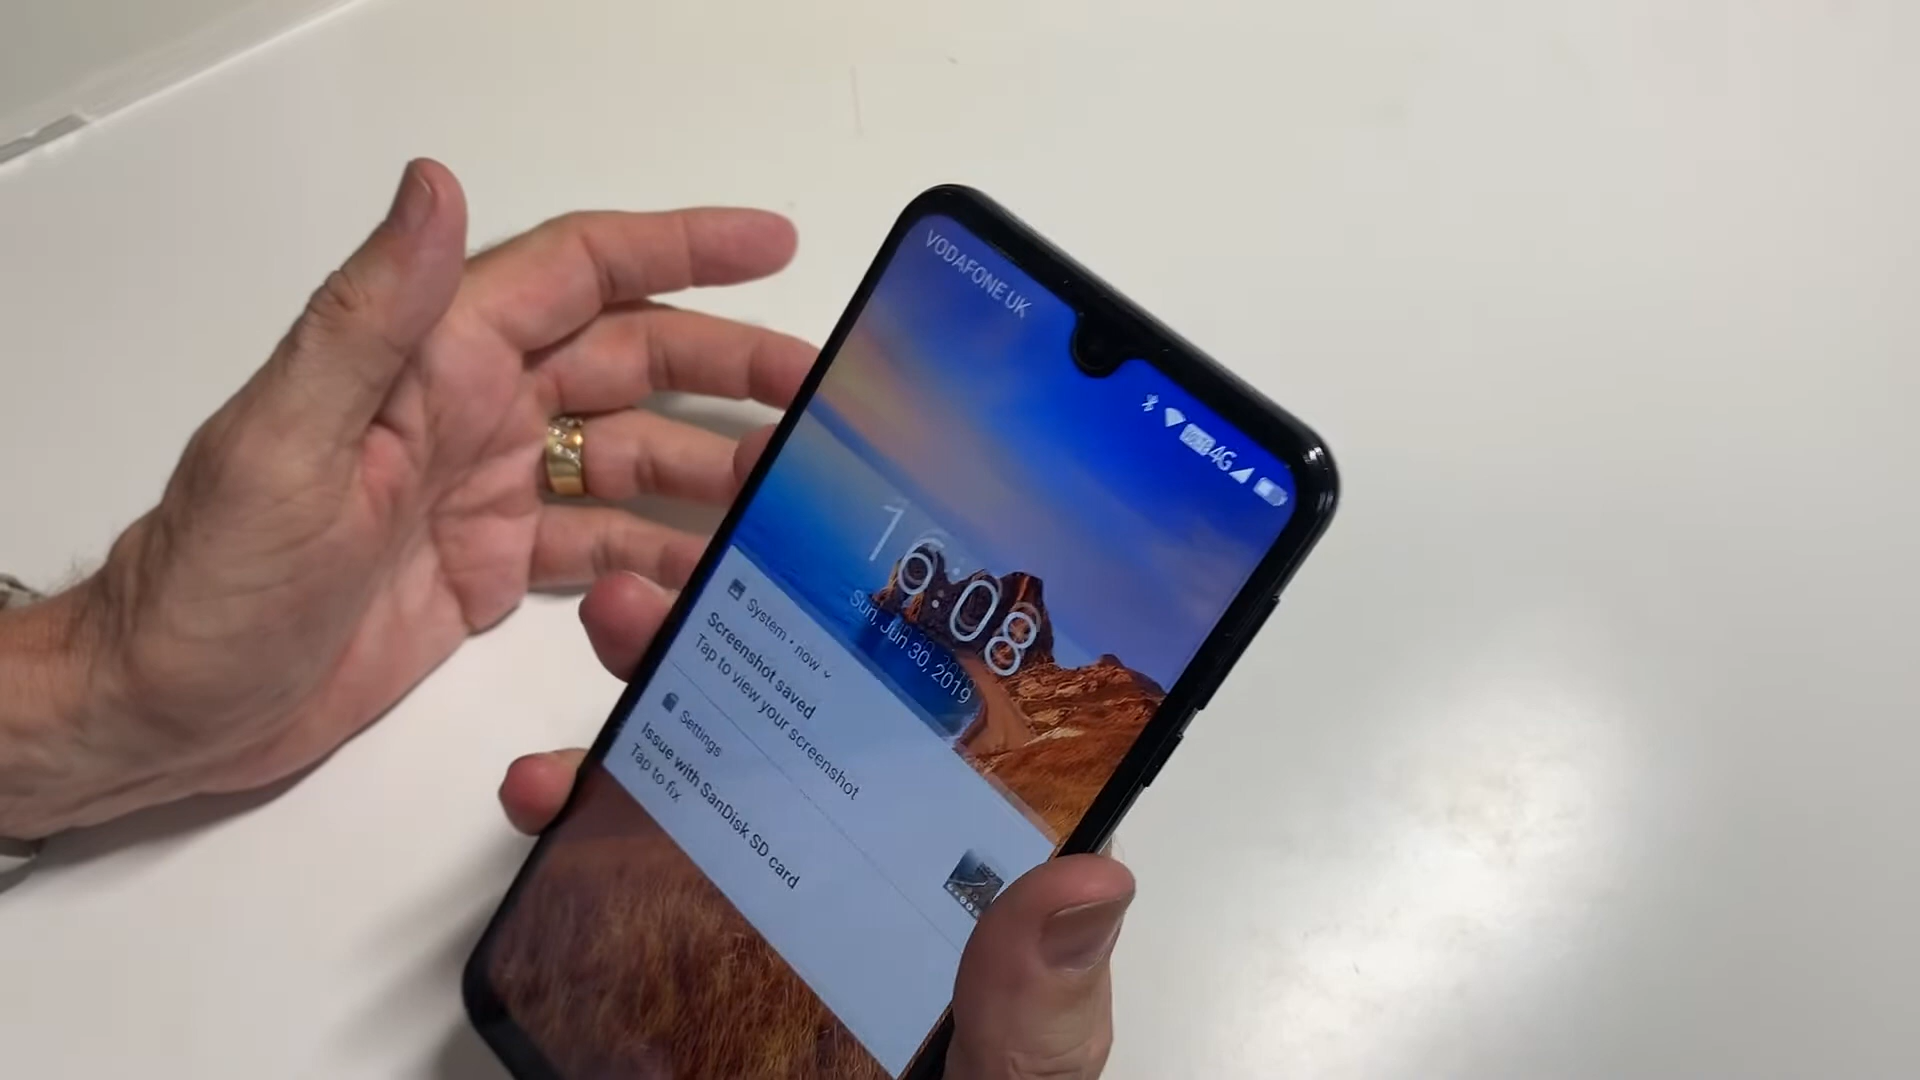 VODAFONE UK
4G
16:08
Sun, Jun 30, 2019
System • now
Screenshot saved
Tap to view your screenshot
Settings
Issue with SanDisk SD card
Tap to fix.